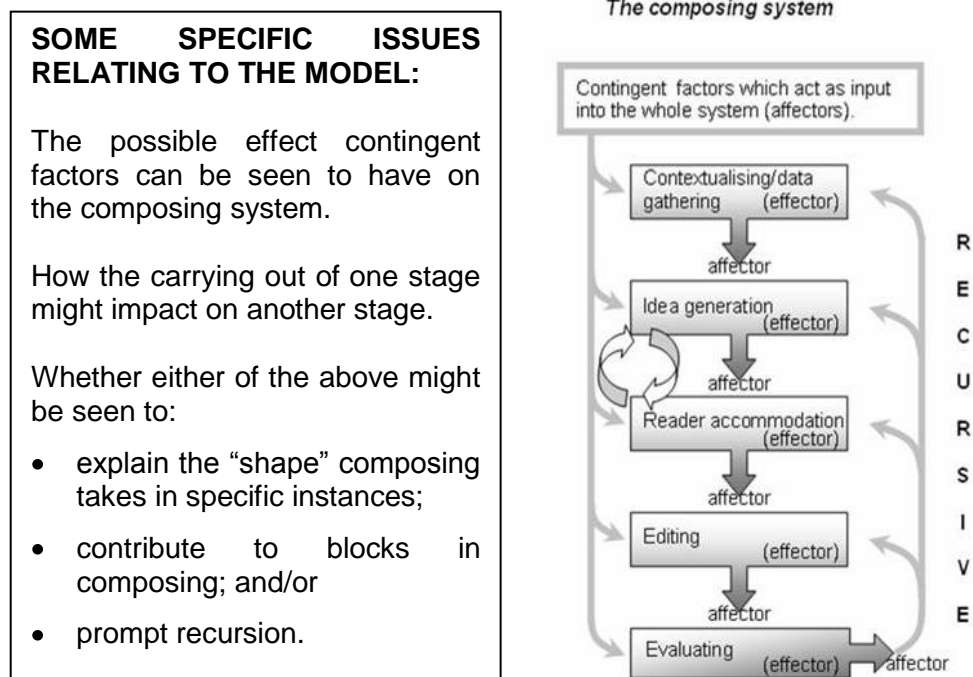 SOME SPECIFIC ISSUES
RELATING TO THE MODEL:
The possible effect contingent
factors can be seen to have on
the composing system.
How the carrying out of one stage
might impact on another stage.
Whether either of the above might
be seen to:
• explain the “shape” composing
takes in specific instances;
• contribute to blocks in
composing; and/or
• prompt recursion.
The composing system
Contingent factors which act as input
into the whole system (affectors).
Contextualising/data
gathering (effector)
affector
Idea generation
(effector)
affector
Reader accommodation
(effector)
affector
Editing
(effector)
affector
Evaluating
(effector)
affector
R
E
C
U
R
S
I
V
E